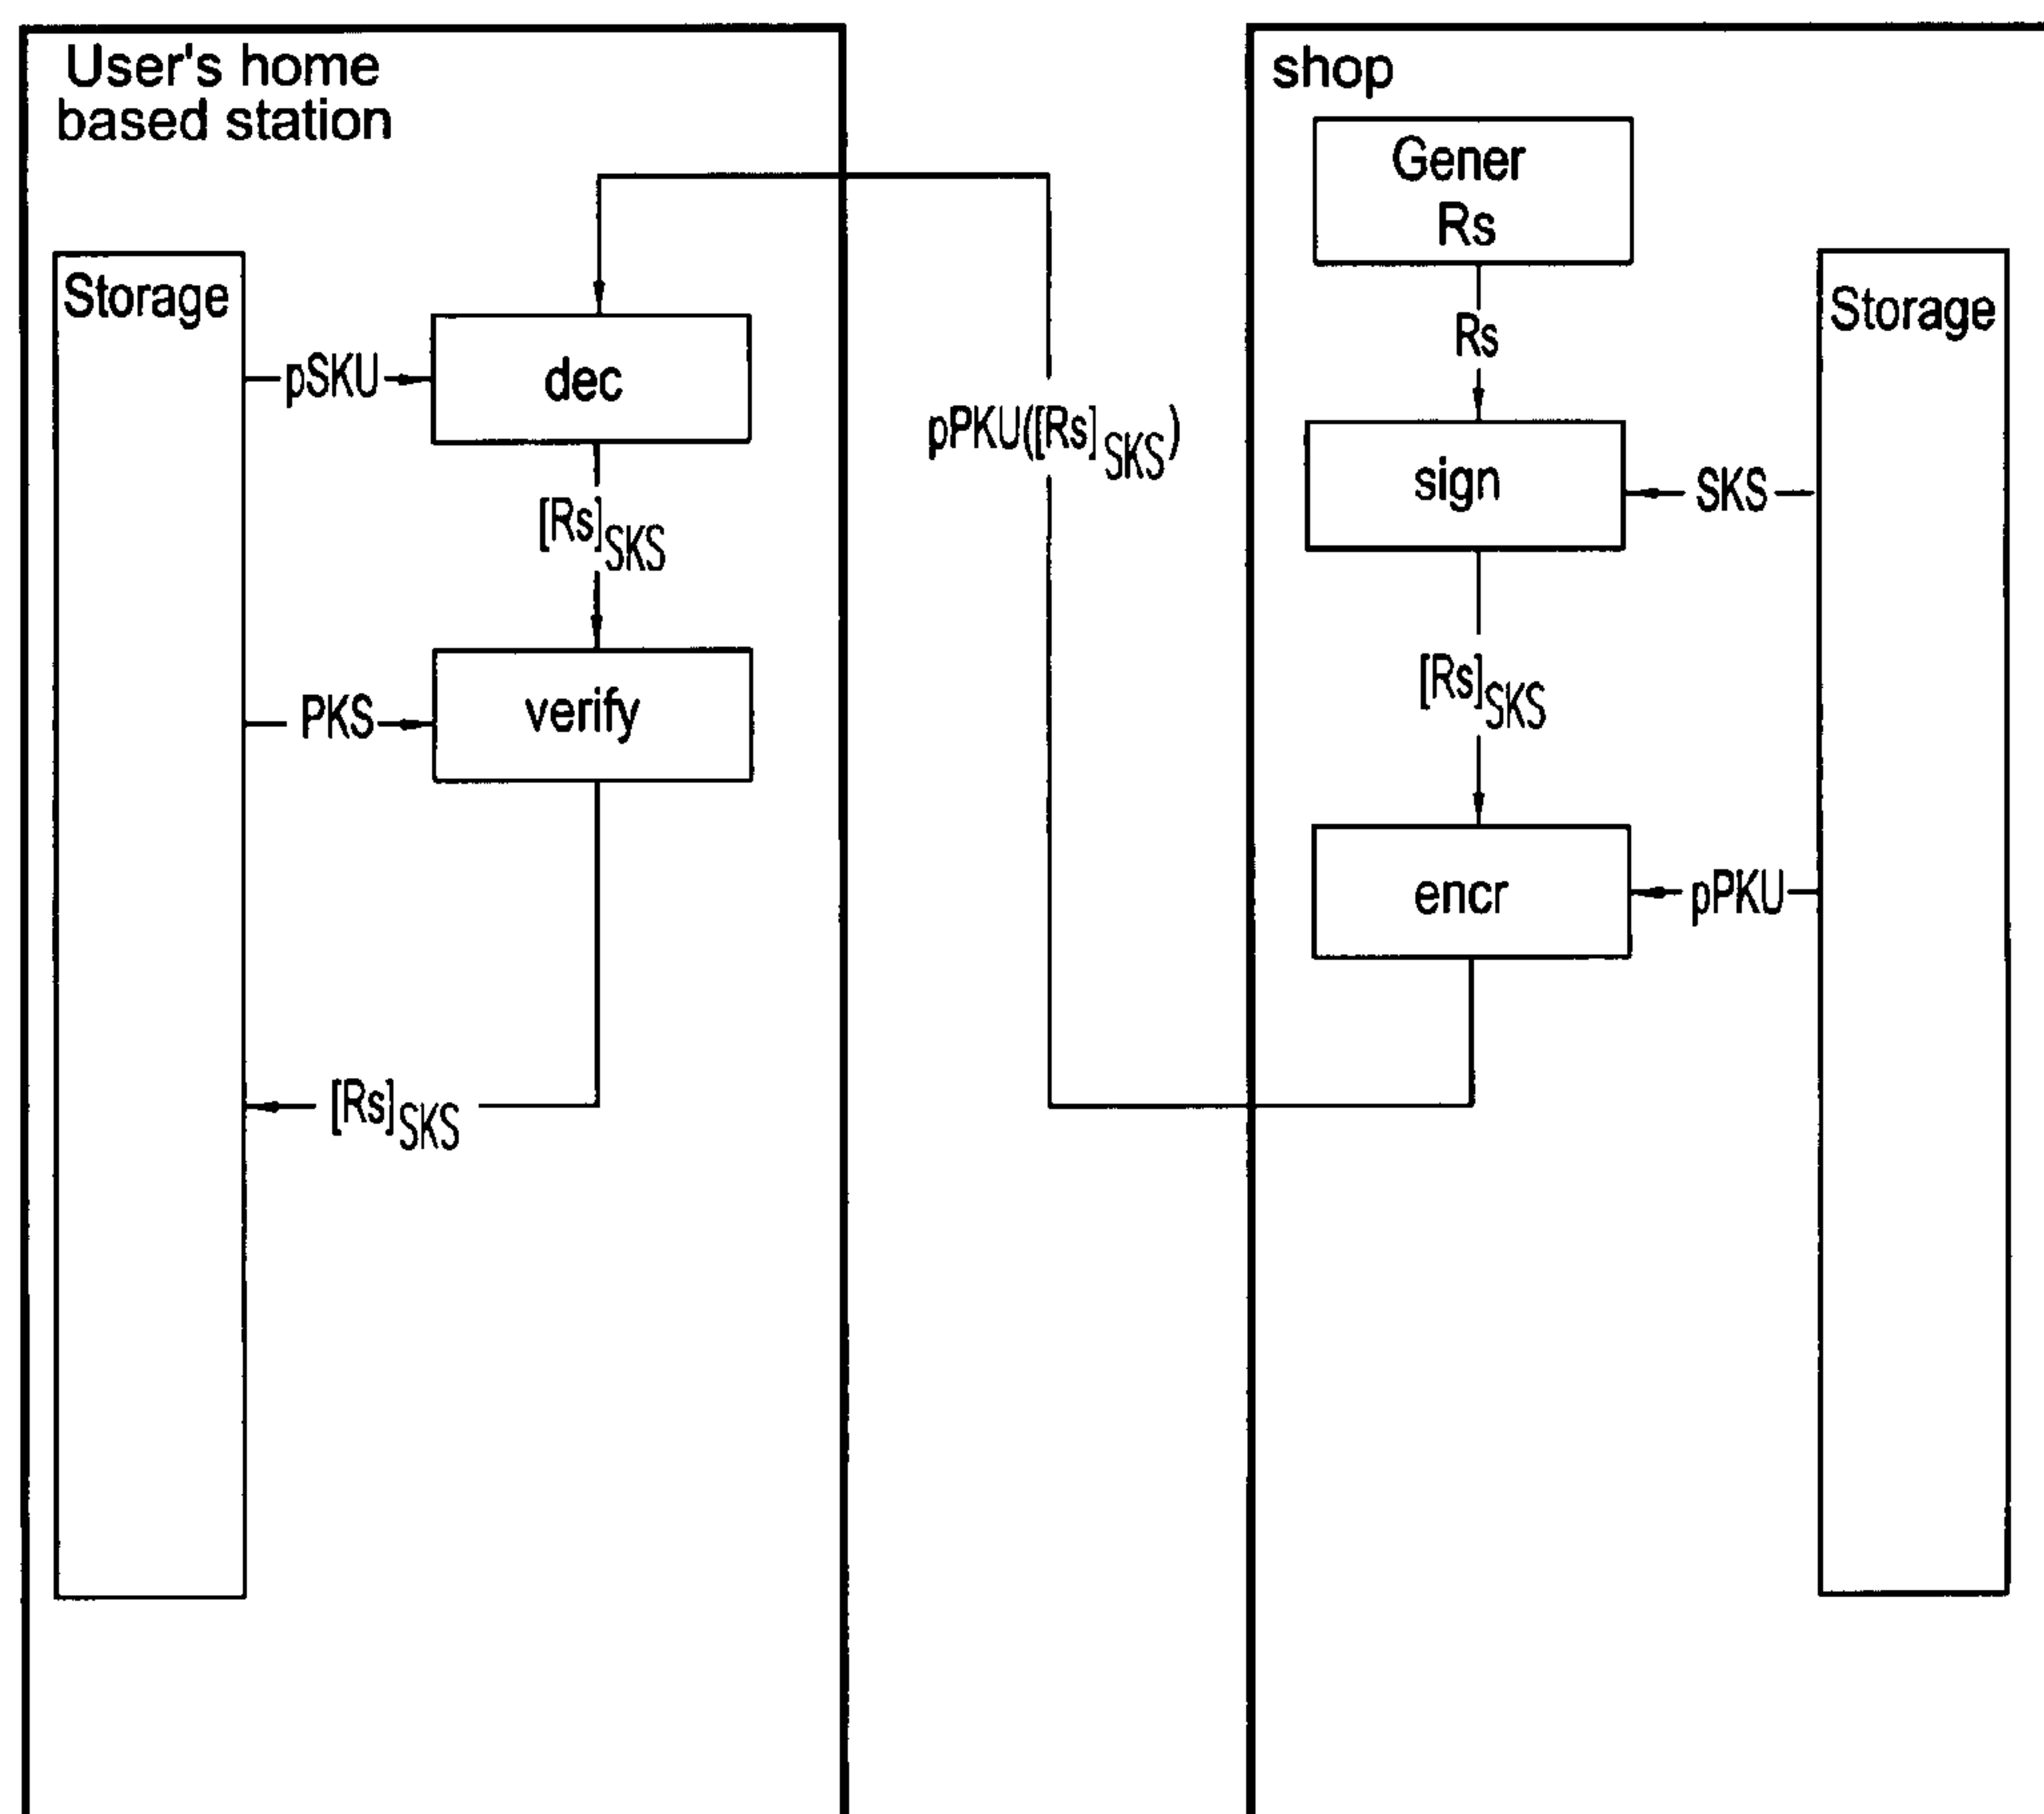 User's home
based station
Storage
pSKU
dec
[Rs]SKS
PKS
verify
[Rs]SKS
pPKU([Rs]SKS)
shop
Gener
Rs
Rs
Storage
sign
SKS
[Rs]SKS
encr
pPKU